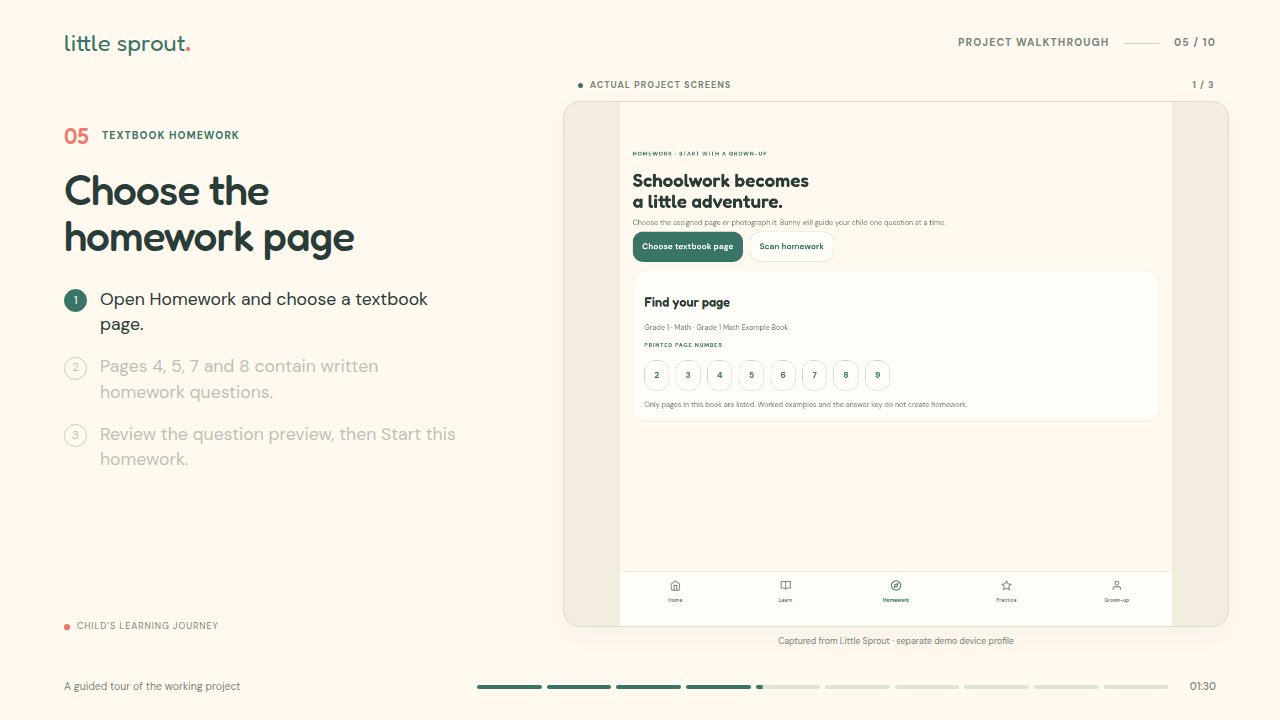 little sprout.
PROJECT WALKTHROUGH
05 / 10
ACTUAL PROJECT SCREENS
1 / 3
05 TEXTBOOK HOMEWORK
Choose the
homework page
1 Open Homework and choose a textbook
page.
2 Pages 4, 5, 7 and 8 contain written
homework questions.
3 Review the question preview, then Start this
homework.
CHILD'S LEARNING JOURNEY
HOMEWORK · START WITH A GROWN-UP
Schoolwork becomes
a little adventure.
Choose the assigned page or photograph it. Bunny will guide your child one question at a time.
Choose textbook page
Scan homework
Find your page
Grade 1 · Math · Grade 1 Math Example Book
PRINTED PAGE NUMBER
2 3 4 5 6 7 8 9
Only pages in this book are listed. Worked examples and the answer key do not create homework.
Home Learn Homework Practice Grown-up
Captured from Little Sprout · separate demo device profile
A guided tour of the working project
01:30